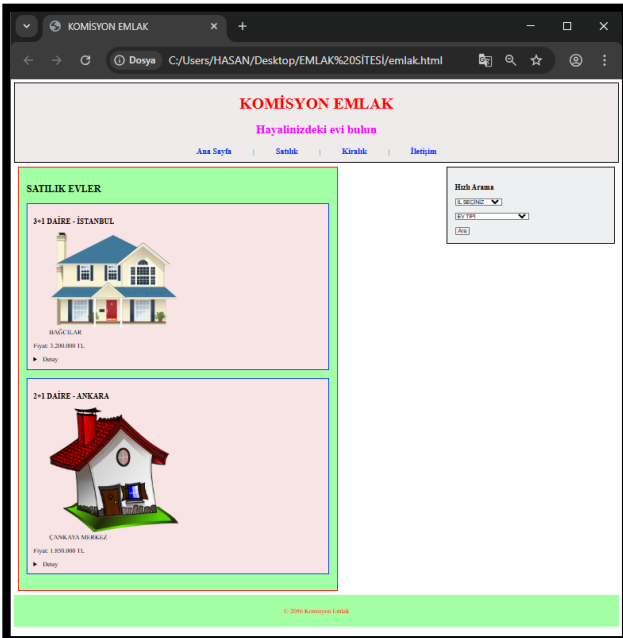 KOMİSYON EMLAK
Dosya C:/Users/HASAN/Desktop/EMLAK%20SİTESİ/emlak.html
KOMİSYON EMLAK
Hayalinizdeki evi bulun
Ana Sayfa | Satılık | Kiralık | İletişim
SATILIK EVLER
3+1 DAİRE - İSTANBUL
BAĞCILAR
Fiyat: 3.200.000 TL
Detay
2+1 DAİRE - ANKARA
ÇANKAYA MERKEZ
Fiyat: 1.850.000 TL
Detay
Hızlı Arama
İL SEÇİNİZ
EV TİPİ
Ara
© 2056 Komisyon Emlak